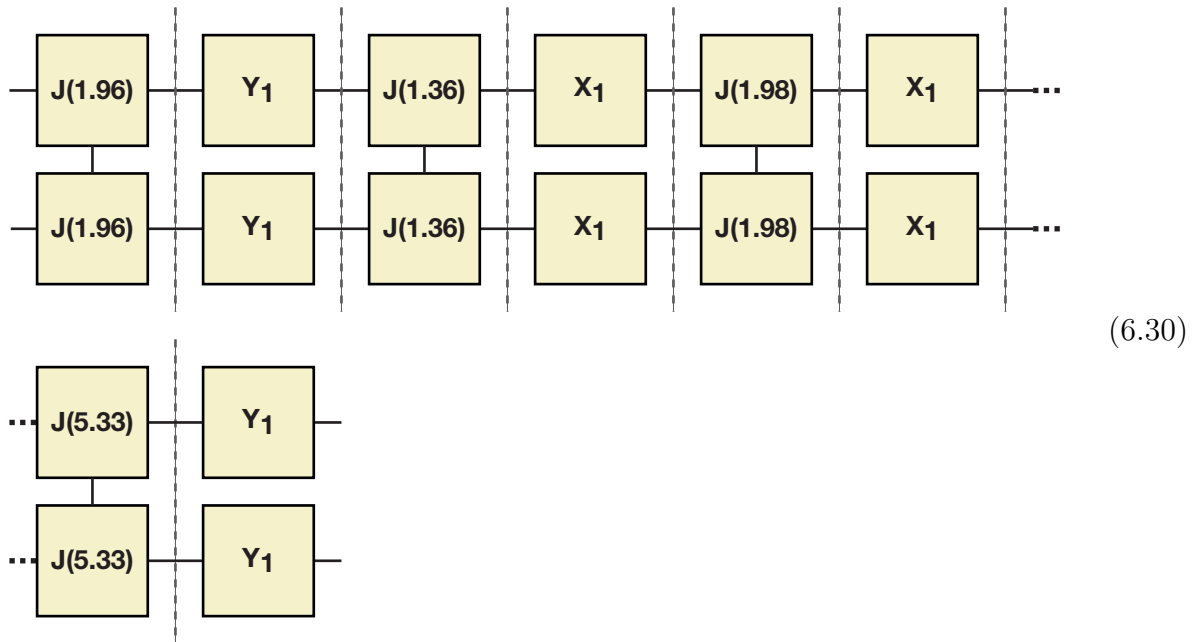 J(1.96) Y1 J(1.36) X1 J(1.98) X1 ...
J(1.96) Y1 J(1.36) X1 J(1.98) X1 ...
(6.30)
... J(5.33) Y1
... J(5.33) Y1